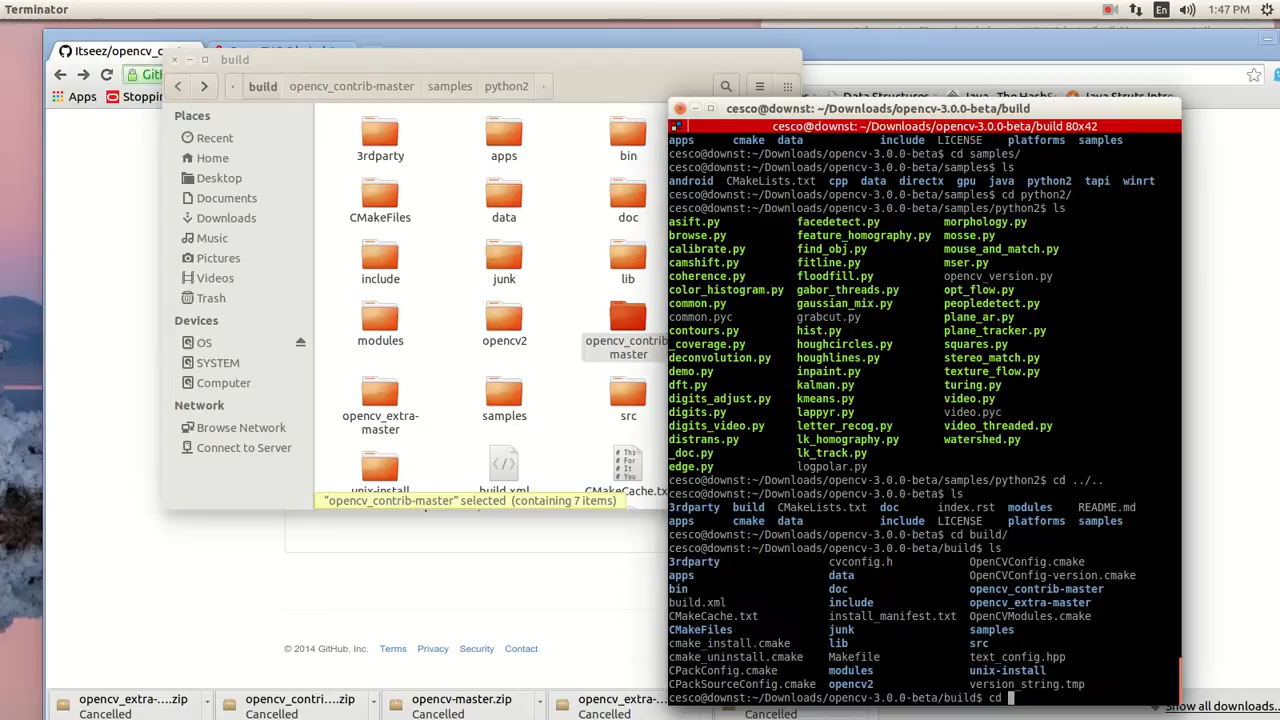 Terminator
En
1:47 PM
Itseez/opencv_c
build
build opencv_contrib-master samples python2
Apps
Places
Recent
Home
Desktop
Documents
Downloads
Music
Pictures
Videos
Trash
Devices
OS
SYSTEM
Computer
Network
Browse Network
Connect to Server
3rdparty apps bin
CMakeFiles data doc
include junk lib
modules opencv2 opencv_contrib
master
opencv_extra- samples src
master
# Thi
# For
# It
# You
unix-install build.xml CMakeCache.tx
"opencv_contrib-master" selected (containing 7 items)
cesco@downst: ~/Downloads/opencv-3.0.0-beta/build
cesco@downst: ~/Downloads/opencv-3.0.0-beta/build 80x42
apps cmake data include LICENSE platforms samples
cesco@downst:~/Downloads/opencv-3.0.0-beta$ cd samples/
cesco@downst:~/Downloads/opencv-3.0.0-beta/samples$ ls
android CMakeLists.txt cpp data directx gpu java python2 tapi winrt
cesco@downst:~/Downloads/opencv-3.0.0-beta/samples$ cd python2/
cesco@downst:~/Downloads/opencv-3.0.0-beta/samples/python2$ ls
asift.py facedetect.py morphology.py
browse.py feature_homography.py mosse.py
calibrate.py find_obj.py mouse_and_match.py
camshift.py fitline.py mser.py
coherence.py floodfill.py opencv_version.py
color_histogram.py gabor_threads.py opt_flow.py
common.py gaussian_mix.py peopledetect.py
common.pyc grabcut.py plane_ar.py
contours.py hist.py plane_tracker.py
_coverage.py houghcircles.py squares.py
deconvolution.py houghlines.py stereo_match.py
demo.py inpaint.py texture_flow.py
dft.py kalman.py turing.py
digits_adjust.py kmeans.py video.py
digits.py lappyr.py video.pyc
digits_video.py letter_recog.py video_threaded.py
distrans.py lk_homography.py watershed.py
_doc.py lk_track.py
edge.py logpolar.py
cesco@downst:~/Downloads/opencv-3.0.0-beta/samples/python2$ cd ../..
cesco@downst:~/Downloads/opencv-3.0.0-beta$ ls
3rdparty build CMakeLists.txt doc index.rst modules README.md
apps cmake data include LICENSE platforms samples
cesco@downst:~/Downloads/opencv-3.0.0-beta$ cd build/
cesco@downst:~/Downloads/opencv-3.0.0-beta/build$ ls
3rdparty cvconfig.h OpenCVConfig.cmake
apps data OpenCVConfig-version.cmake
bin doc opencv_contrib-master
build.xml include opencv_extra-master
CMakeCache.txt install_manifest.txt OpenCVModules.cmake
CMakeFiles junk samples
cmake_install.cmake lib src
cmake_uninstall.cmake Makefile text_config.hpp
CPackConfig.cmake modules unix-install
CPackSourceConfig.cmake opencv2 version_string.tmp
cesco@downst:~/Downloads/opencv-3.0.0-beta/build$ cd
© 2014 GitHub, Inc. Terms Privacy Security Contact
opencv_extra-....zip
Cancelled
opencv_contri....zip
Cancelled
opencv-master.zip
Cancelled
opencv_extra-...
Cancelled
Cancelled
Show all downloads..